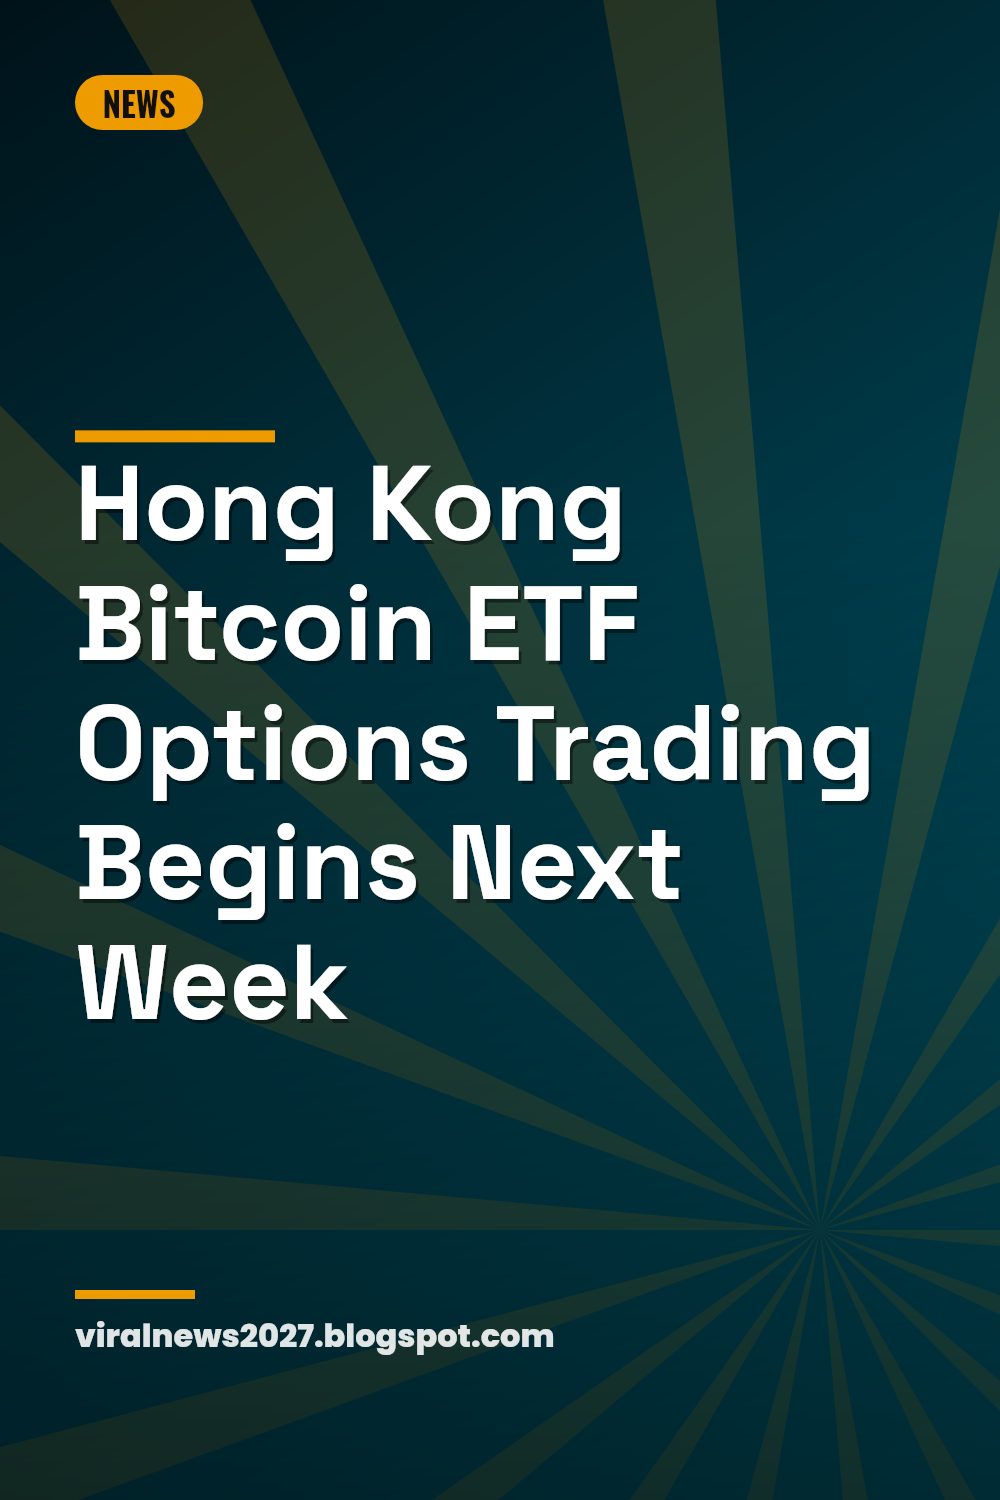 NEWS
Hong Kong
Bitcoin ETF
Options Trading
Begins Next
Week
viralnews2027.blogspot.com